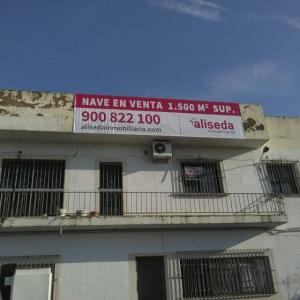 NAVE EN VENTA 1.500 M² SUP.
900 822 100
alisedainmobiliaria.com
aliseda